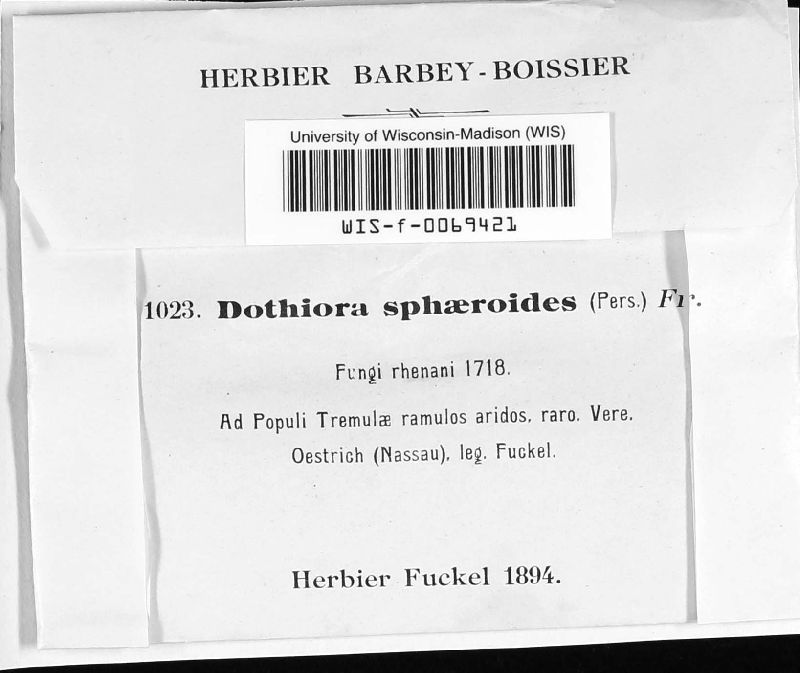 HERBIER BARBEY-BOISSIER
University of Wisconsin-Madison (WIS)
WIS-f-0069421
1023. Dothiora sphæroides (Pers.) Fr.
Fungi rhenani 1718.
Ad Populi Tremulæ ramulos aridos, raro. Vere.
Oestrich (Nassau), leg. Fuckel.
Herbier Fuckel 1894.